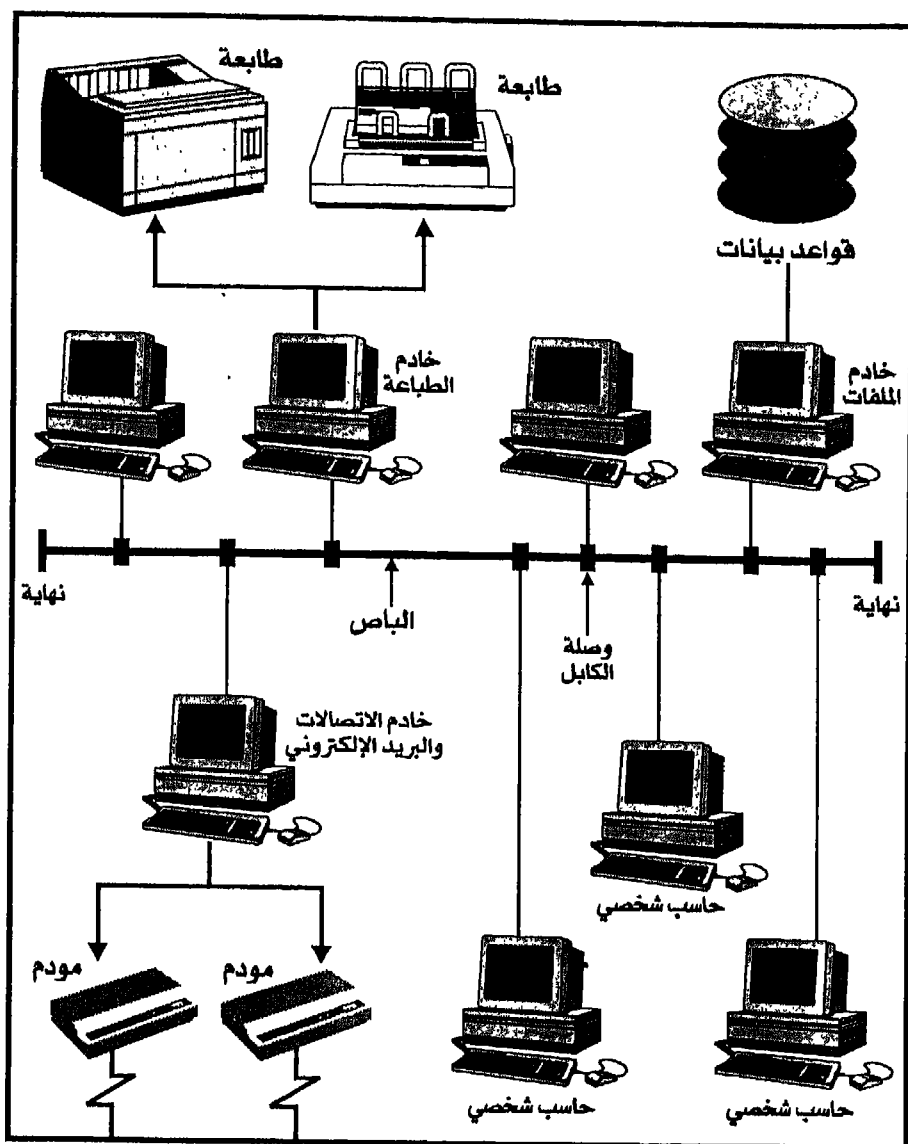 طابعة
طابعة
قواعد بيانات
خادم
الطباعة
خادم
الملفات
نهاية
الباص
وصلة
الكابل
نهاية
خادم الاتصالات
والبريد الإلكتروني
حاسب شخصي
مودم
مودم
حاسب شخصي
حاسب شخصي